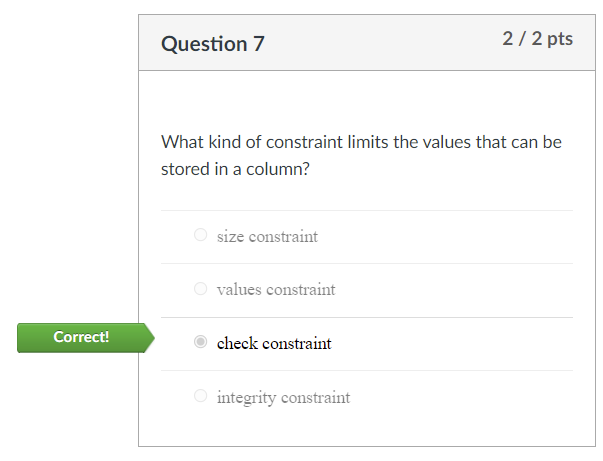 Question 7
2 / 2 pts
What kind of constraint limits the values that can be
stored in a column?
size constraint
values constraint
Correct!
check constraint
integrity constraint